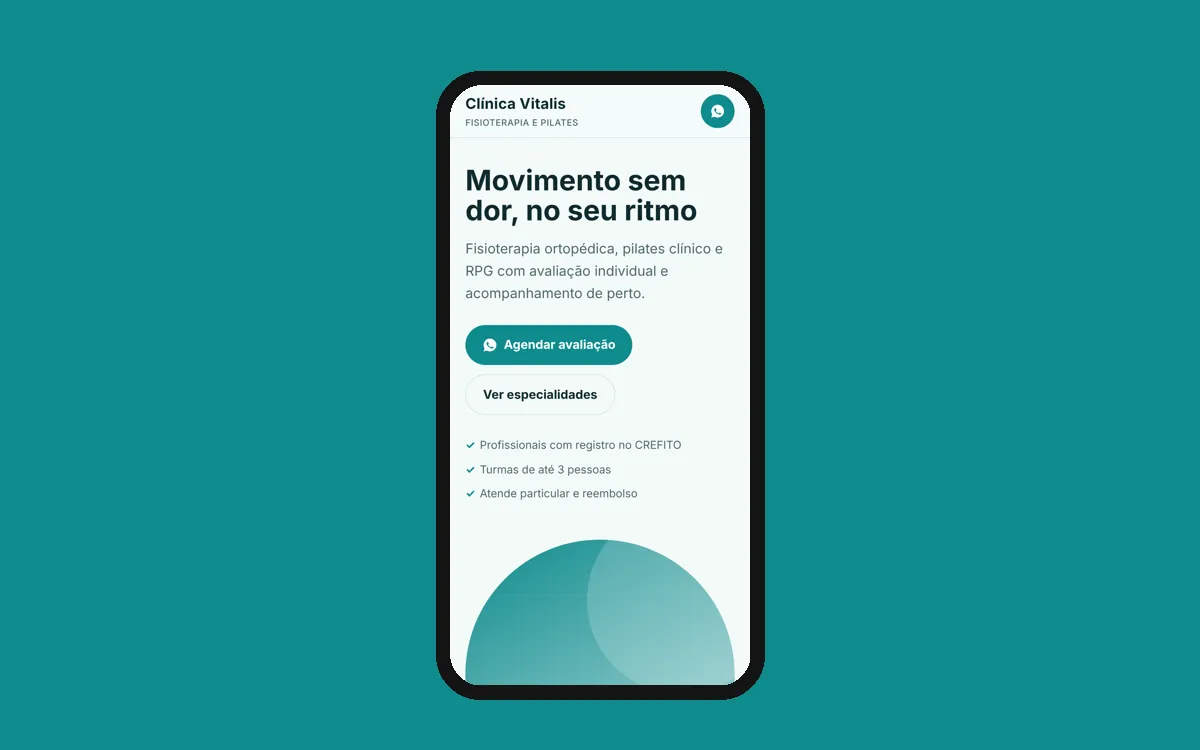 Clínica Vitalis
FISIOTERAPIA E PILATES
Movimento sem
dor, no seu ritmo
Fisioterapia ortopédica, pilates clínico e
RPG com avaliação individual e
acompanhamento de perto.
Agendar avaliação
Ver especialidades
Profissionais com registro no CREFITO
Turmas de até 3 pessoas
Atende particular e reembolso